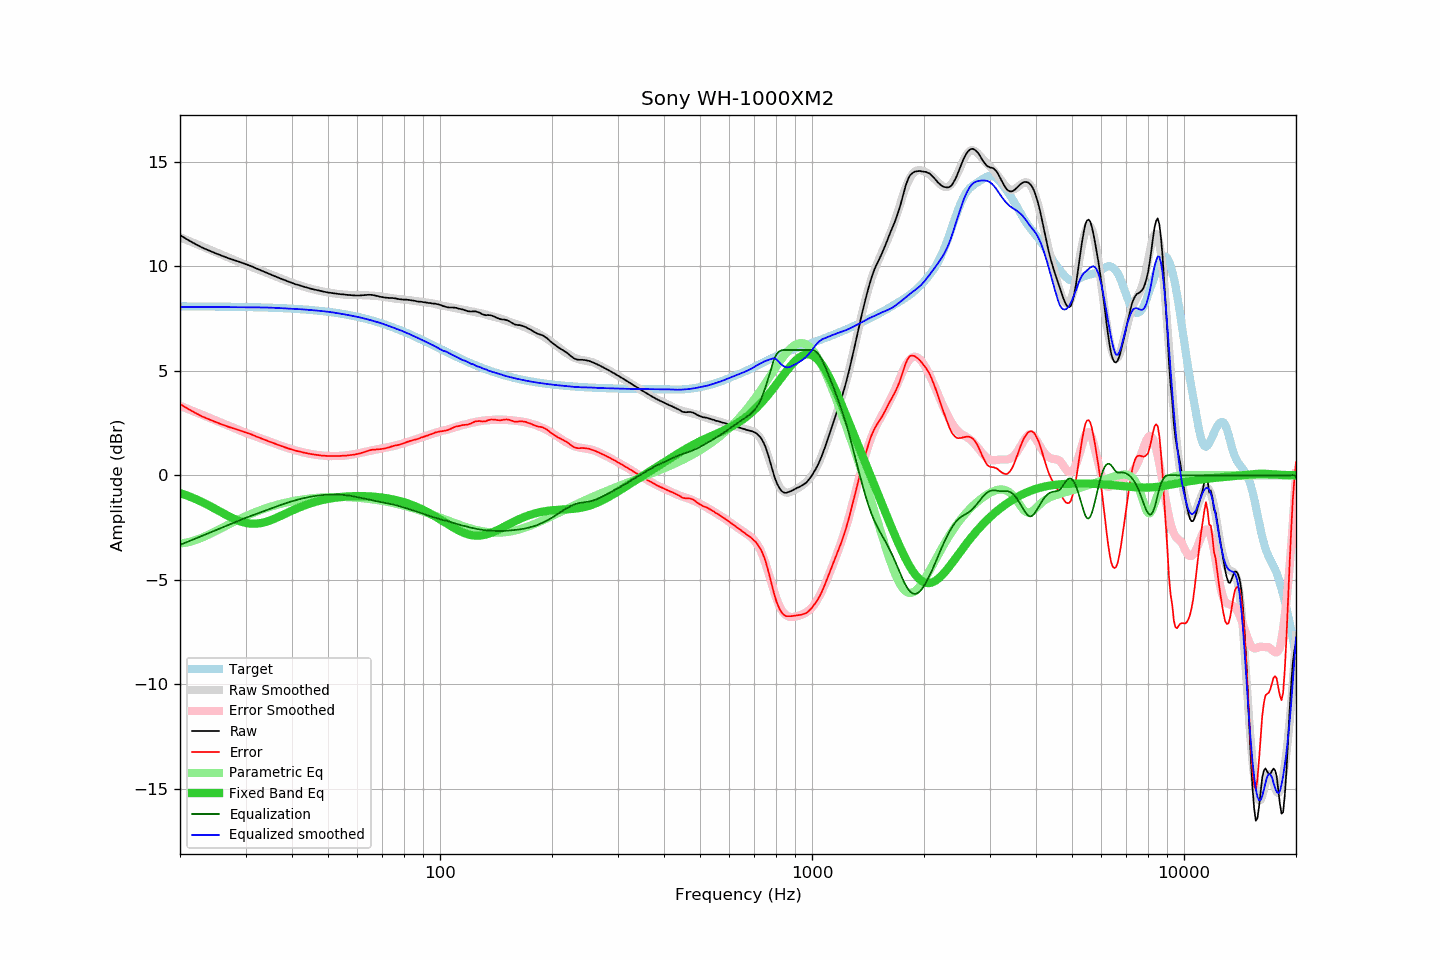 Sony WH-1000XM2
Amplitude (dBr)
15
10
5
0
−5
−10
−15
Target
Raw Smoothed
Error Smoothed
Raw
Error
Parametric Eq
Fixed Band Eq
Equalization
Equalized smoothed
100
1000
10000
Frequency (Hz)